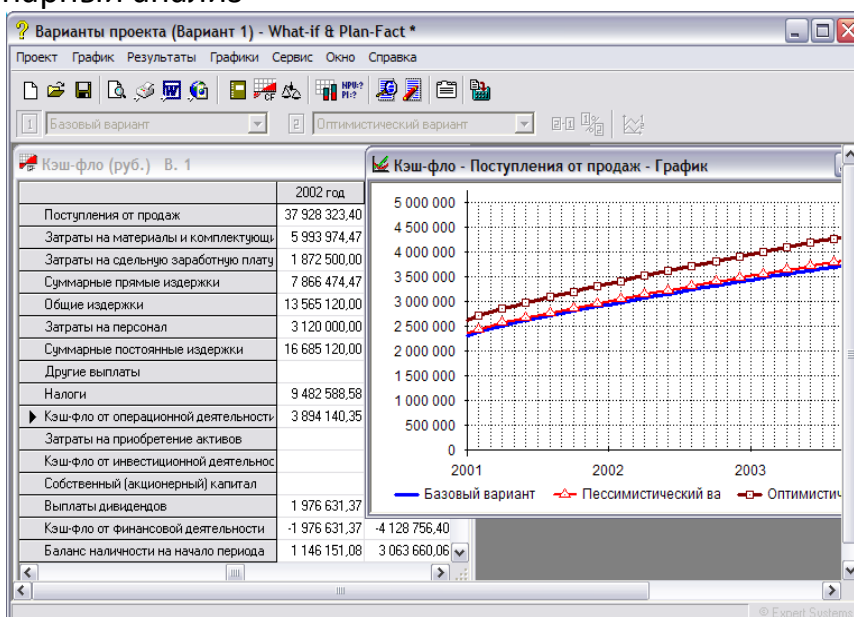 нарный анализ
Варианты проекта (Вариант 1) - What-if & Plan-Fact *
Проект График Результаты Графики Сервис Окно Справка
CF NPV:? PI:?
1 Базовый вариант 2 Оптимистический вариант
Кэш-фло (руб.) В. 1
2002 год
Поступления от продаж 37 928 323,40
Затраты на материалы и комплектующи 5 993 974,47
Затраты на сдельную заработную плату 1 872 500,00
Суммарные прямые издержки 7 866 474,47
Общие издержки 13 565 120,00
Затраты на персонал 3 120 000,00
Суммарные постоянные издержки 16 685 120,00
Другие выплаты
Налоги 9 482 588,58
Кэш-фло от операционной деятельности 3 894 140,35
Затраты на приобретение активов
Кэш-фло от инвестиционной деятельнос
Собственный (акционерный) капитал
Выплаты дивидендов 1 976 631,37
Кэш-фло от финансовой деятельности -1 976 631,37 -4 128 756,40
Баланс наличности на начало периода 1 146 151,08 3 063 660,06
Кэш-фло - Поступления от продаж - График
5 000 000
4 500 000
4 000 000
3 500 000
3 000 000
2 500 000
2 000 000
1 500 000
1 000 000
500 000
0
2001 2002 2003
Базовый вариант Пессимистический ва Оптимистич
© Expert Systems